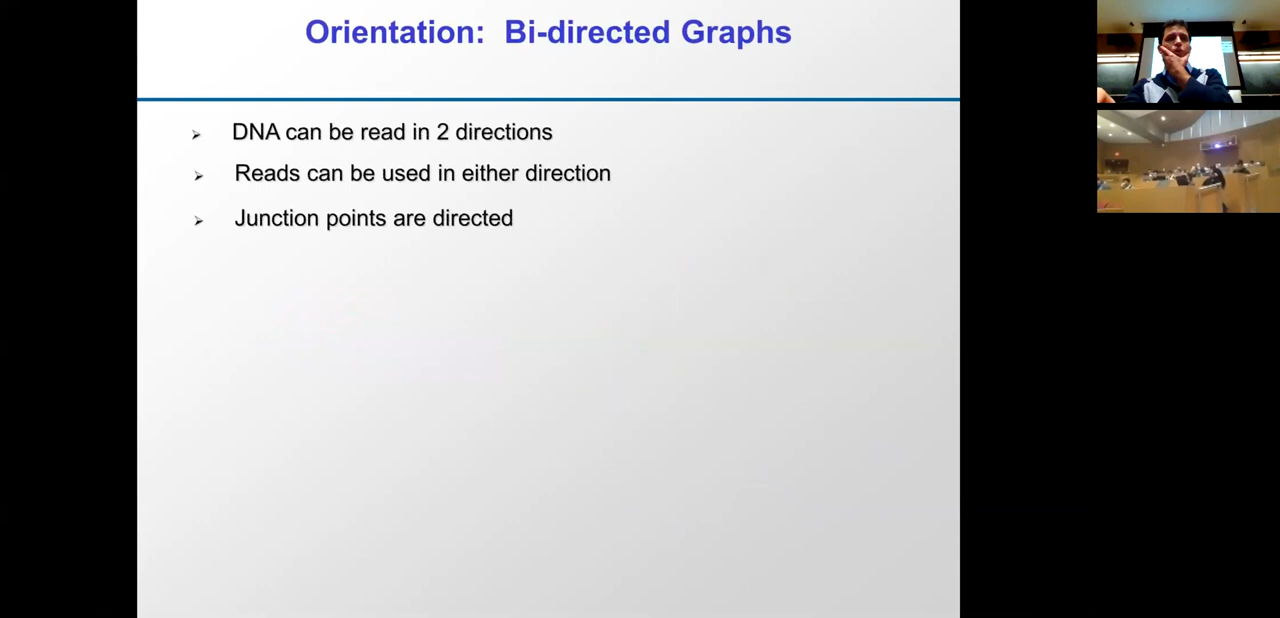 Orientation: Bi-directed Graphs
DNA can be read in 2 directions
Reads can be used in either direction
Junction points are directed